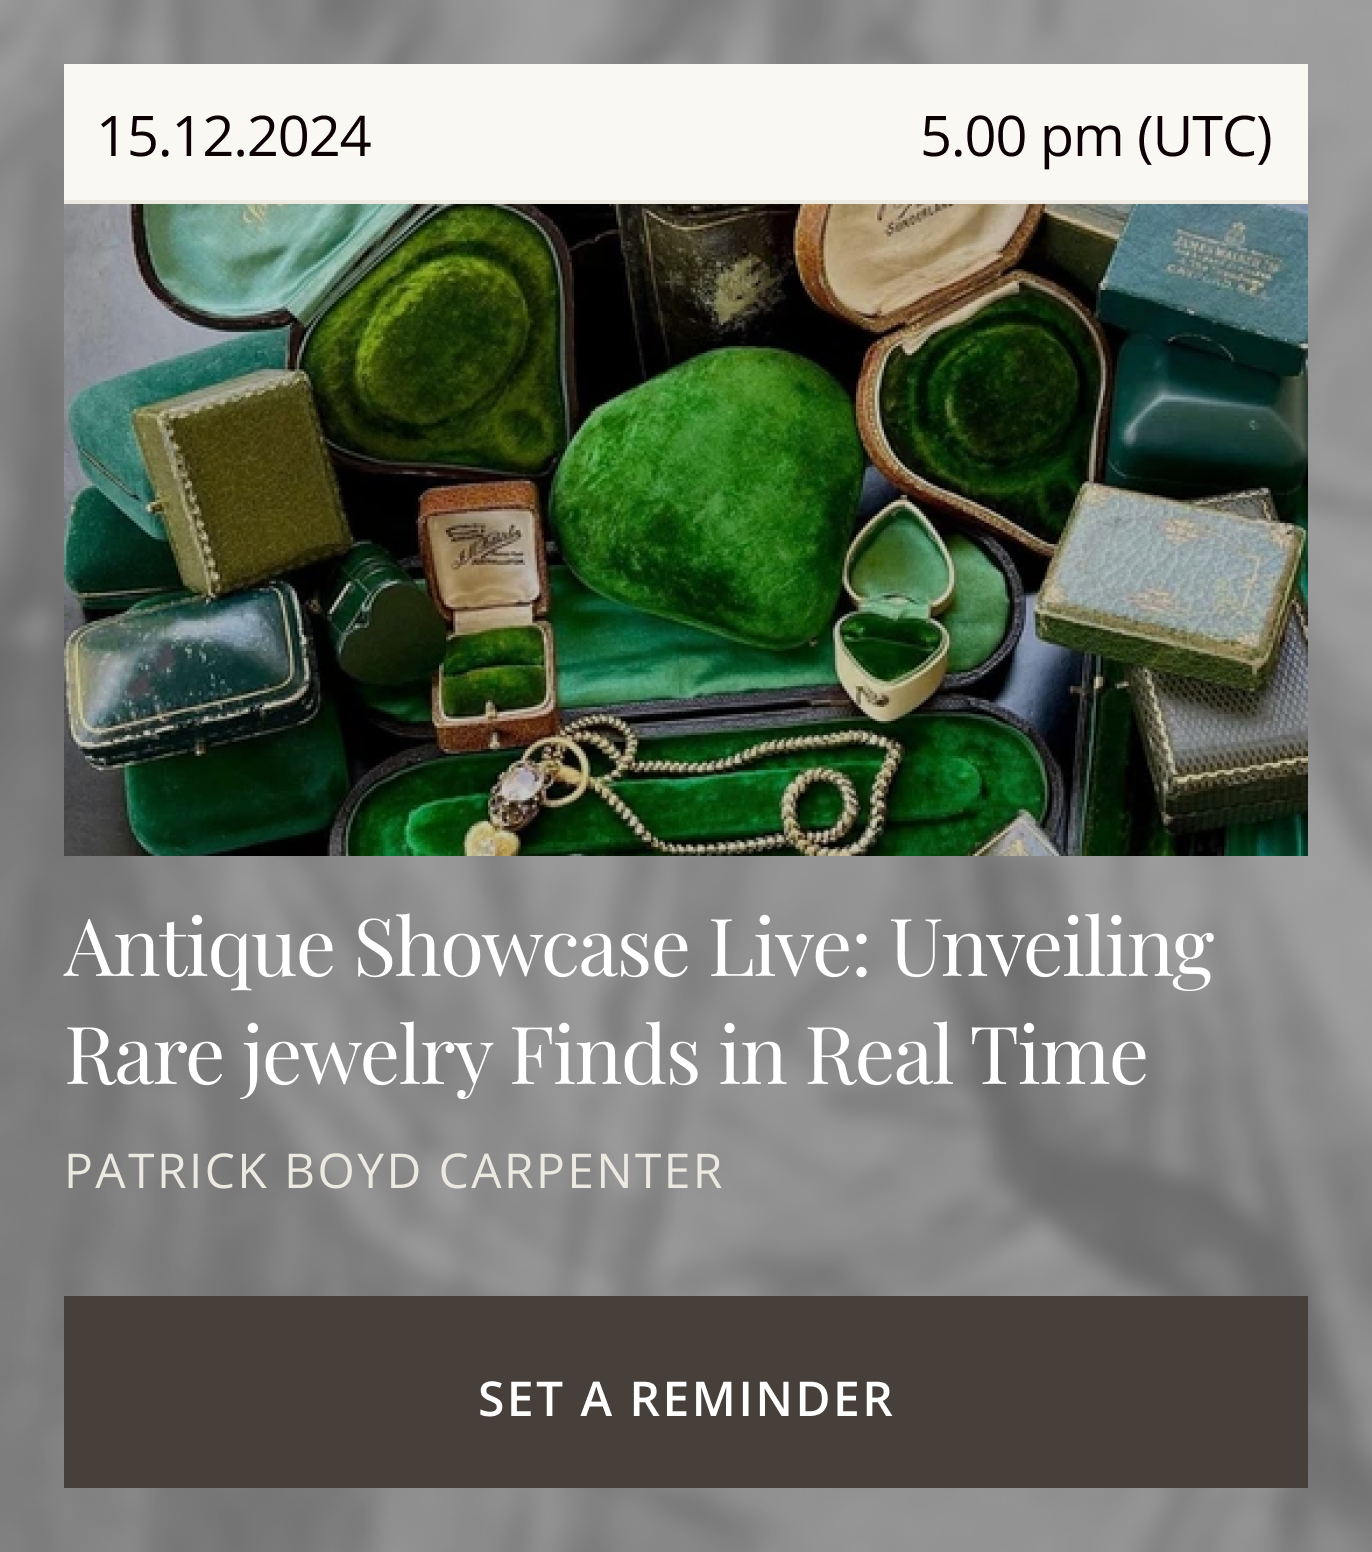 15.12.2024
5.00 pm (UTC)
SUNDERLAND
Antique Showcase Live: Unveiling
Rare jewelry Finds in Real Time
PATRICK BOYD CARPENTER
SET A REMINDER